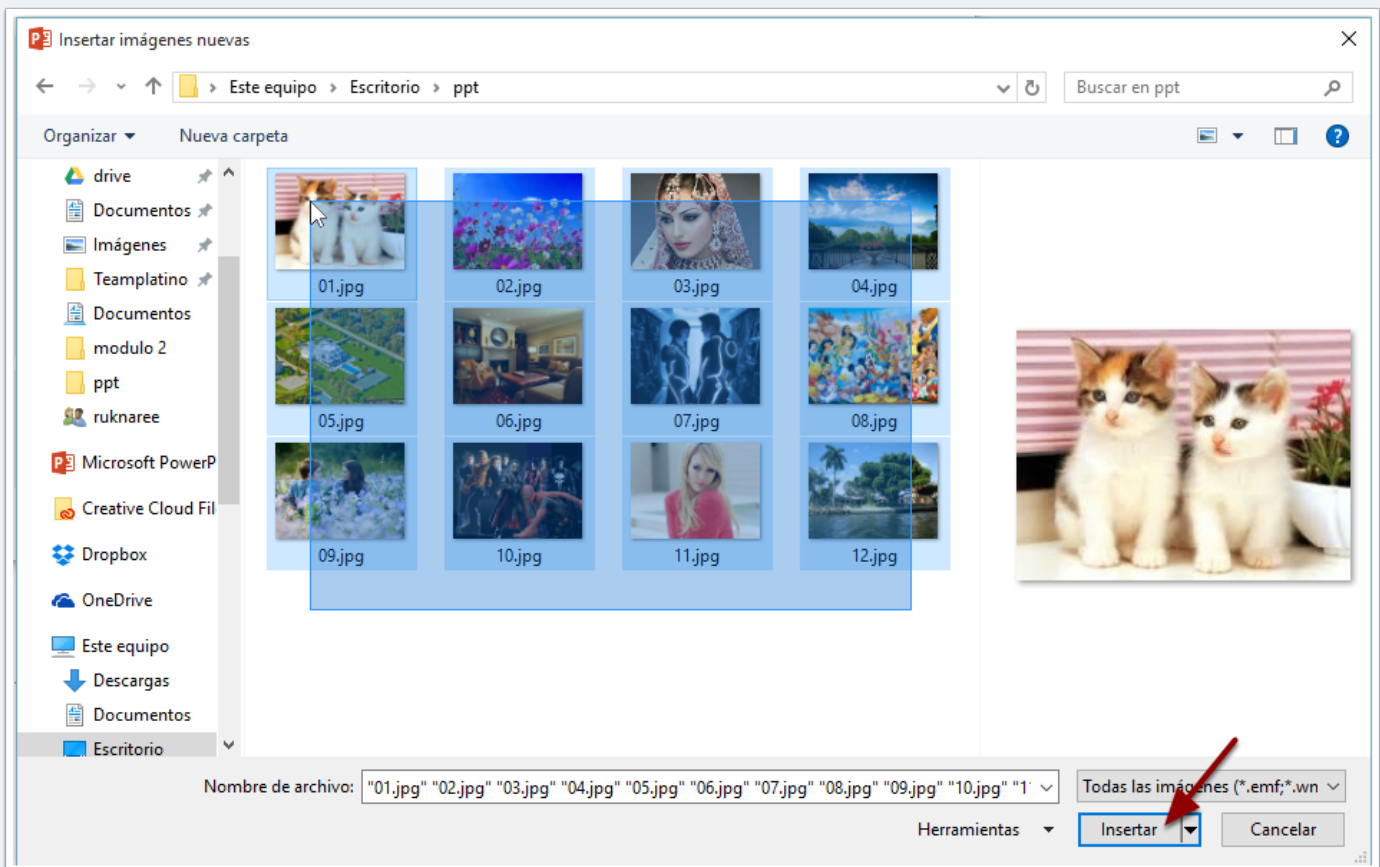 Insertar imágenes nuevas
Este equipo > Escritorio > ppt
Buscar en ppt
Organizar
Nueva carpeta
drive
Documentos
Imágenes
Teamplatino
Documentos
modulo 2
ppt
ruknaree
Microsoft PowerP
Creative Cloud Fil
Dropbox
OneDrive
Este equipo
Descargas
Documentos
Escritorio
01.jpg 02.jpg 03.jpg 04.jpg
05.jpg 06.jpg 07.jpg 08.jpg
09.jpg 10.jpg 11.jpg 12.jpg
Nombre de archivo: "01.jpg" "02.jpg" "03.jpg" "04.jpg" "05.jpg" "06.jpg" "07.jpg" "08.jpg" "09.jpg" "10.jpg" "1
Todas las imágenes (*.emf;*.wn
Herramientas
Insertar
Cancelar